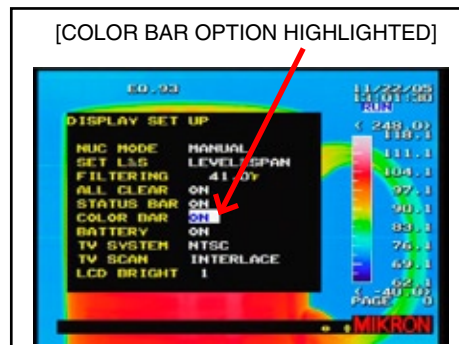 [COLOR BAR OPTION HIGHLIGHTED]
E0.93
11/22/05
13:01:30
RUN
DISPLAY SET UP
( 248.0)
118.1
NUC MODE MANUAL
111.1
SET L&S LEVEL&SPAN
FILTERING 41.0%
104.1
ALL CLEAR ON
97.1
STATUS BAR ON
90.1
COLOR BAR ON
BATTERY ON
83.1
TV SYSTEM NTSC
76.1
TV SCAN INTERLACE
69.1
LCD BRIGHT 1
62.1
( -40.0)
PAGE 0
MIKRON